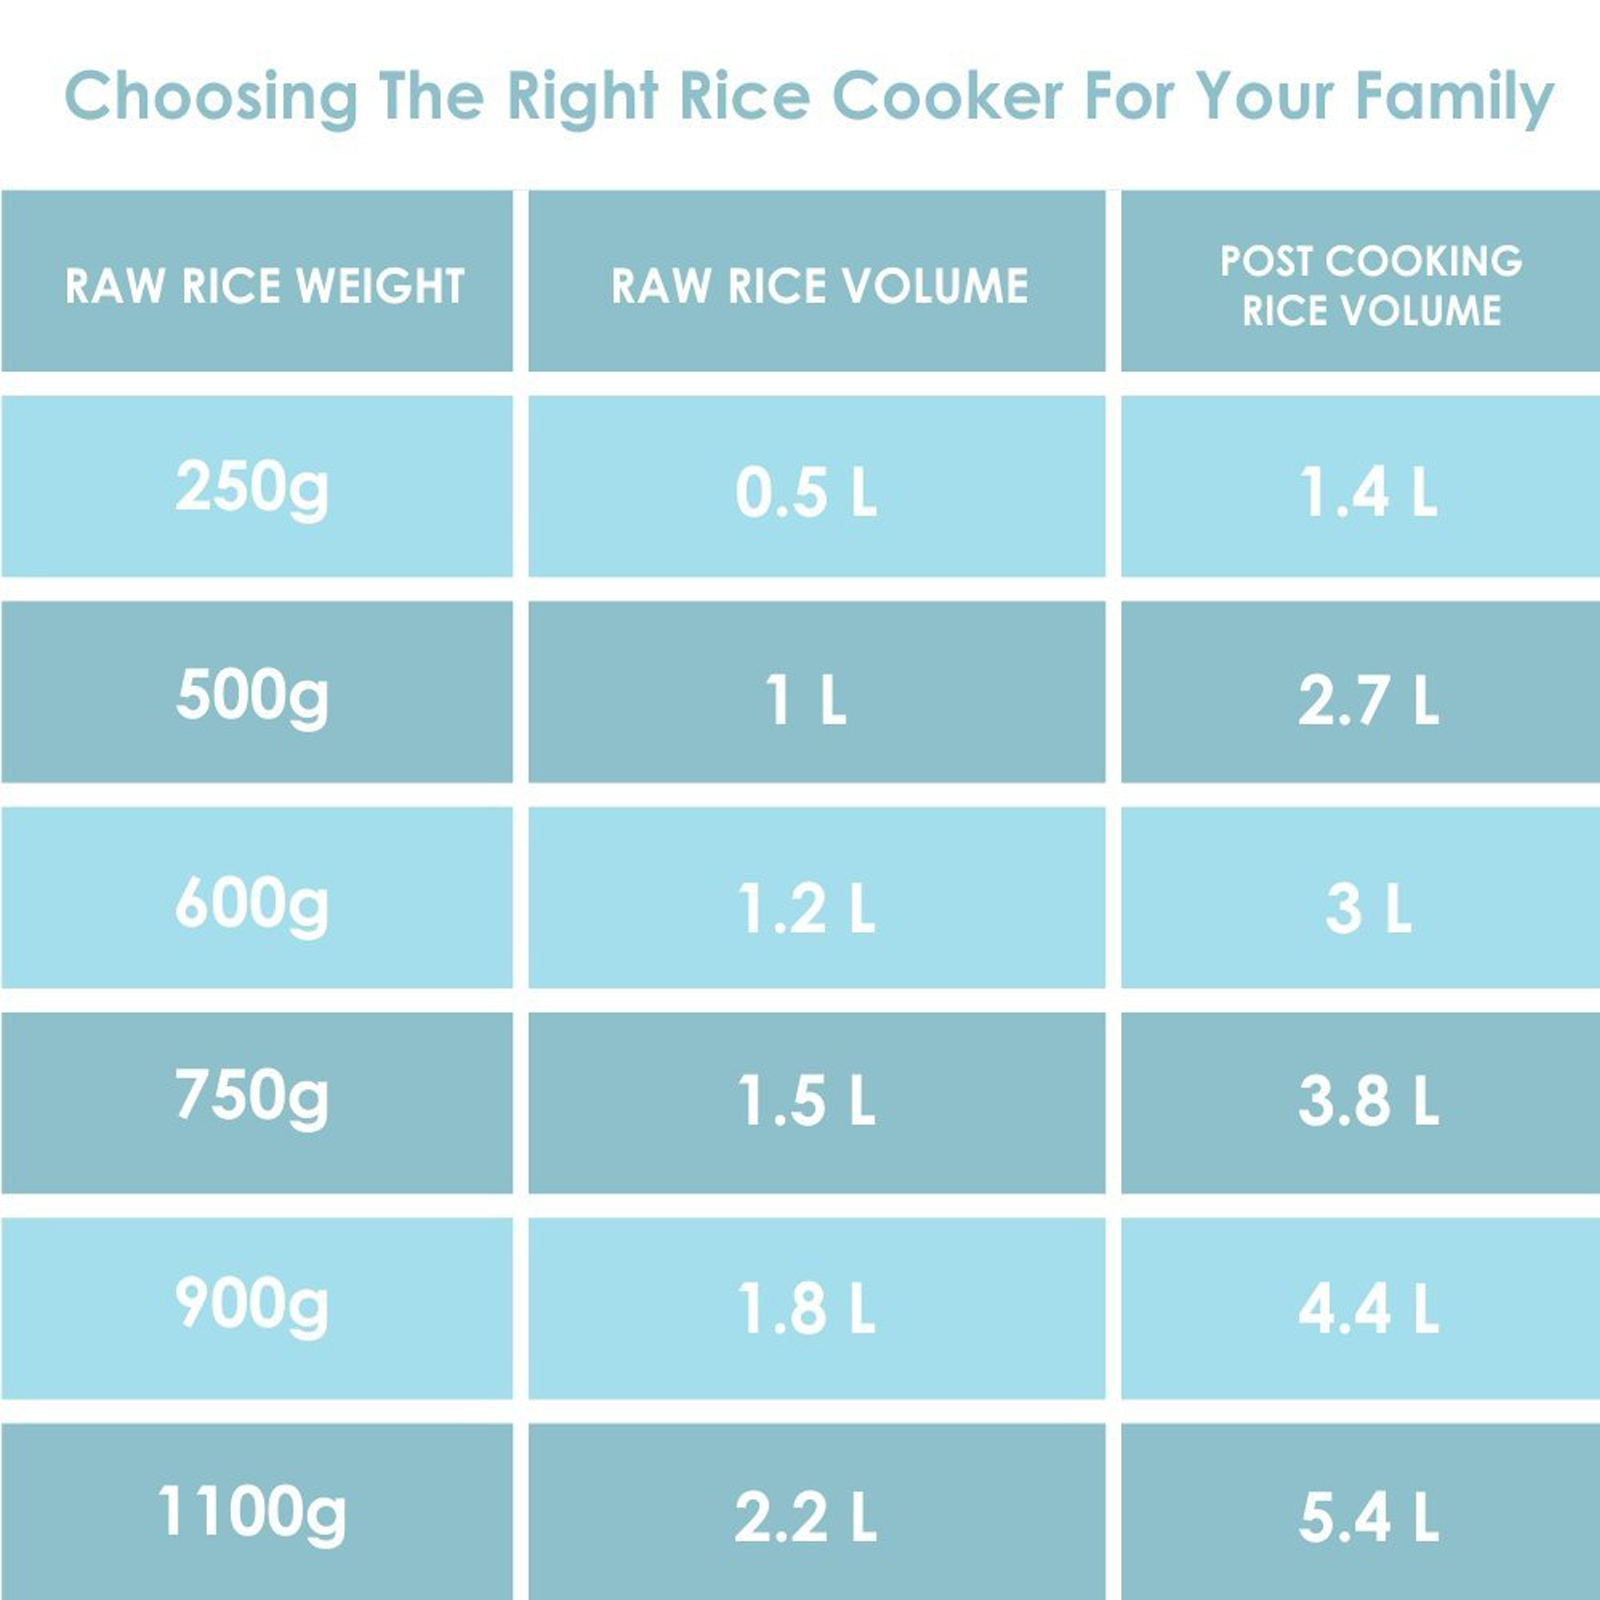 Choosing The Right Rice Cooker For Your Family
RAW RICE WEIGHT
RAW RICE VOLUME
POST COOKING
RICE VOLUME
250g
0.5 L
1.4 L
500g
1 L
2.7 L
600g
1.2 L
3 L
750g
1.5 L
3.8 L
900g
1.8 L
4.4 L
1100g
2.2 L
5.4 L